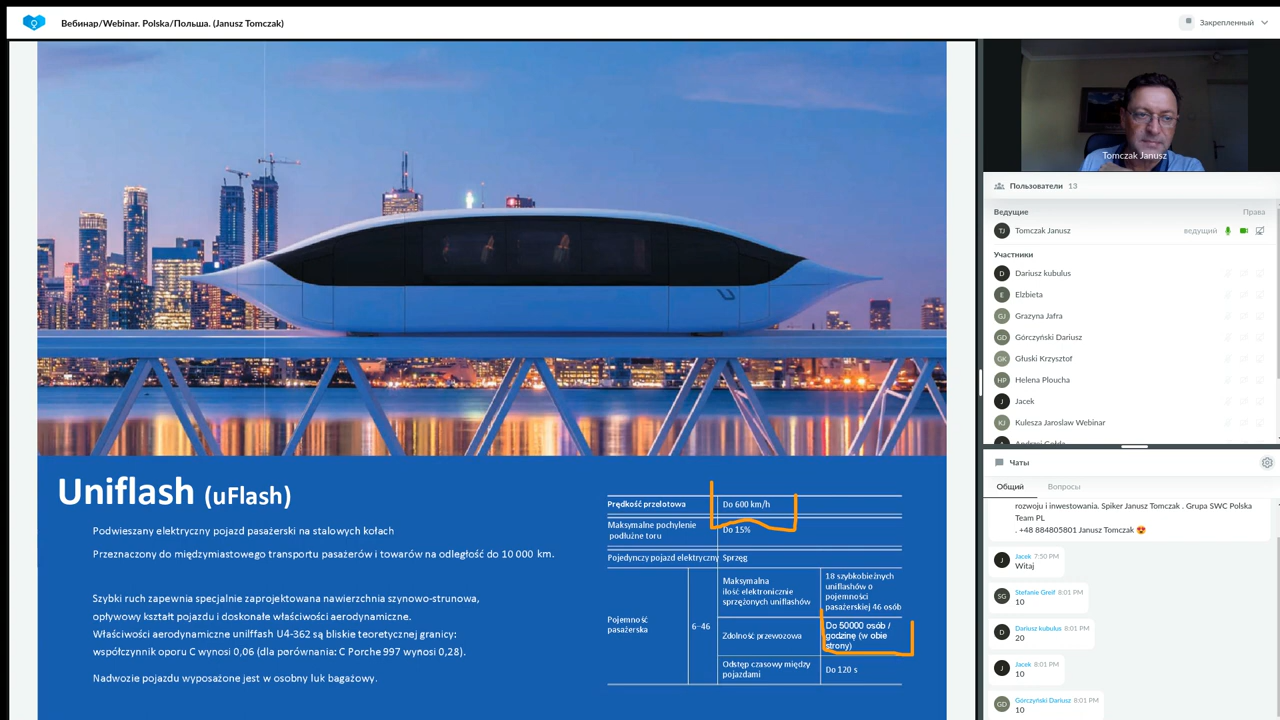 Вебинар/Webinar. Polska/Польша. (Janusz Tomczak)
Закрепленный
Uniflash (uFlash)
Podwieszany elektryczny pojazd pasażerski na stalowych kołach
Przeznaczony do międzymiastowego transportu pasażerów i towarów na odległość do 10 000 km.
Szybki ruch zapewnia specjalnie zaprojektowana nawierzchnia szynowo-strunowa,
opływowy kształt pojazdu i doskonałe właściwości aerodynamiczne.
Właściwości aerodynamiczne unilffash U4-362 są bliskie teoretycznej granicy:
współczynnik oporu C wynosi 0,06 (dla porównania: C Porche 997 wynosi 0,28).
Nadwozie pojazdu wyposażone jest w osobny luk bagażowy.
Prędkość przelotowa
Do 600 km/h
Maksymalne pochylenie
podłużne toru
Do 15%
Pojedynczy pojazd elektryczny
Sprzęg
Pojemność
pasażerska
6–46
Maksymalna
ilość elektronicznie
sprzężonych uniflashów
18 szybkobieżnych
uniflashów o
pojemności
pasażerskiej 46 osób
Zdolność przewozowa
Do 50000 osób /
godzinę (w obie
strony)
Odstęp czasowy między
pojazdami
Do 120 s
Tomczak Janusz
Пользователи 13
Ведущие
Права
TJ Tomczak Janusz
ведущий
Участники
D Dariusz kubulus
E Elzbieta
GJ Grazyna Jafra
GD Górczyński Dariusz
GK Głuski Krzysztof
HP Helena Ploucha
J Jacek
KJ Kulesza Jaroslaw Webinar
Чаты
Общий
Вопросы
rozwoju i inwestowania. Spiker Janusz Tomczak . Grupa SWC Polska
Team PL
. +48 884805801 Janusz Tomczak 😍
J Jacek 7:50 PM
Witaj
SG Stefanie Greif 8:01 PM
10
D Dariusz kubulus 8:01 PM
20
J Jacek 8:01 PM
10
GD Górczyński Dariusz 8:01 PM
10